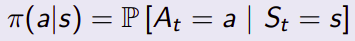 π(a|s) = ℙ [A_t = a | S_t = s]